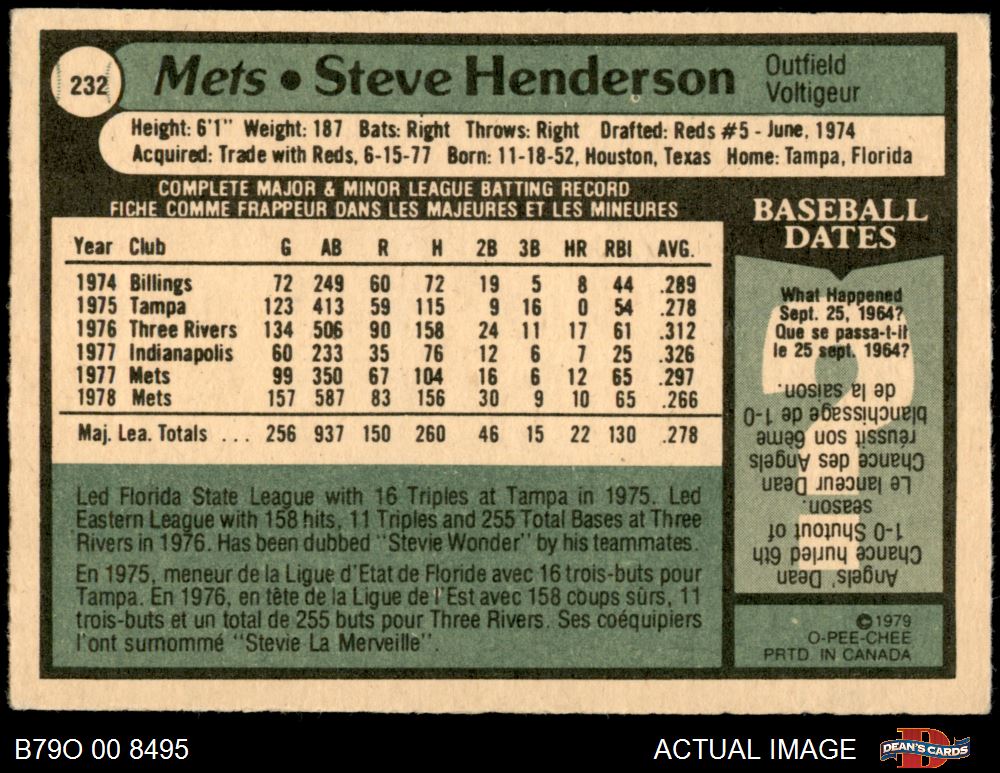 232
Mets • Steve Henderson
Outfield
Voltigeur
Height: 6'1" Weight: 187 Bats: Right Throws: Right Drafted: Reds #5 - June, 1974
Acquired: Trade with Reds, 6-15-77 Born: 11-18-52, Houston, Texas Home: Tampa, Florida
COMPLETE MAJOR & MINOR LEAGUE BATTING RECORD
FICHE COMME FRAPPEUR DANS LES MAJEURES ET LES MINEURES
Year Club G AB R H 2B 3B HR RBI AVG.
1974 Billings 72 249 60 72 19 5 8 44 .289
1975 Tampa 123 413 59 115 9 16 0 54 .278
1976 Three Rivers 134 506 90 158 24 11 17 61 .312
1977 Indianapolis 60 233 35 76 12 6 7 25 .326
1977 Mets 99 350 67 104 16 6 12 65 .297
1978 Mets 157 587 83 156 30 9 10 65 .266
Maj. Lea. Totals ... 256 937 150 260 46 15 22 130 .278
Led Florida State League with 16 Triples at Tampa in 1975. Led
Eastern League with 158 hits, 11 Triples and 255 Total Bases at Three
Rivers in 1976. Has been dubbed "Stevie Wonder" by his teammates.
En 1975, meneur de la Ligue d'Etat de Floride avec 16 trois-buts pour
Tampa. En 1976, en tête de la Ligue de l'Est avec 158 coups sûrs, 11
trois-buts et un total de 255 buts pour Three Rivers. Ses coéquipiers
l'ont surnommé "Stevie La Merveille".
BASEBALL
DATES
What Happened
Sept. 25, 1964?
Que se passa-t-il
le 25 sept. 1964?
Angels' Dean
Chance hurled 6th
1-0 Shutout of
season.
Le lanceur Dean
Chance des Angels
réussit son 6ème
blanchissage de 1-0
de la saison.
©1979
O-PEE-CHEE
PRTD. IN CANADA
B79O 00 8495
ACTUAL IMAGE
DEAN'S CARDS